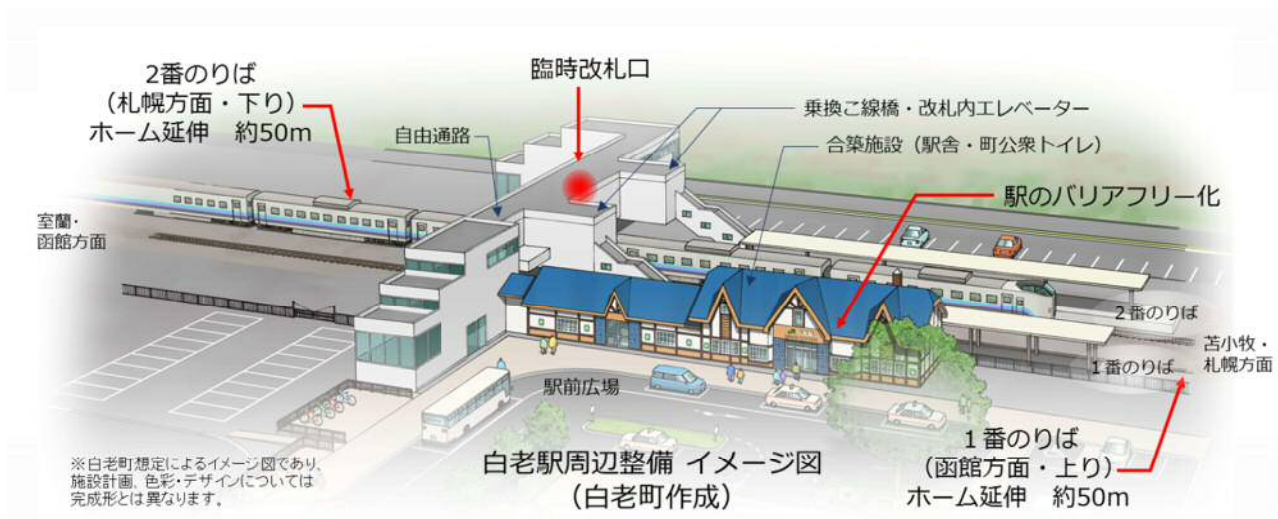 2番のりば
(札幌方面・下り)
ホーム延伸 約50m
臨時改札口
乗換こ線橋・改札内エレベーター
自由通路
合築施設(駅舎・町公衆トイレ)
駅のバリアフリー化
室蘭・
函館方面
2番のりば
苫小牧・
札幌方面
1番のりば
駅前広場
1番のりば
(函館方面・上り)
ホーム延伸 約50m
白老駅周辺整備 イメージ図
(白老町作成)
※白老町想定によるイメージ図であり、
施設計画、色彩・デザインについては
完成形とは異なります。